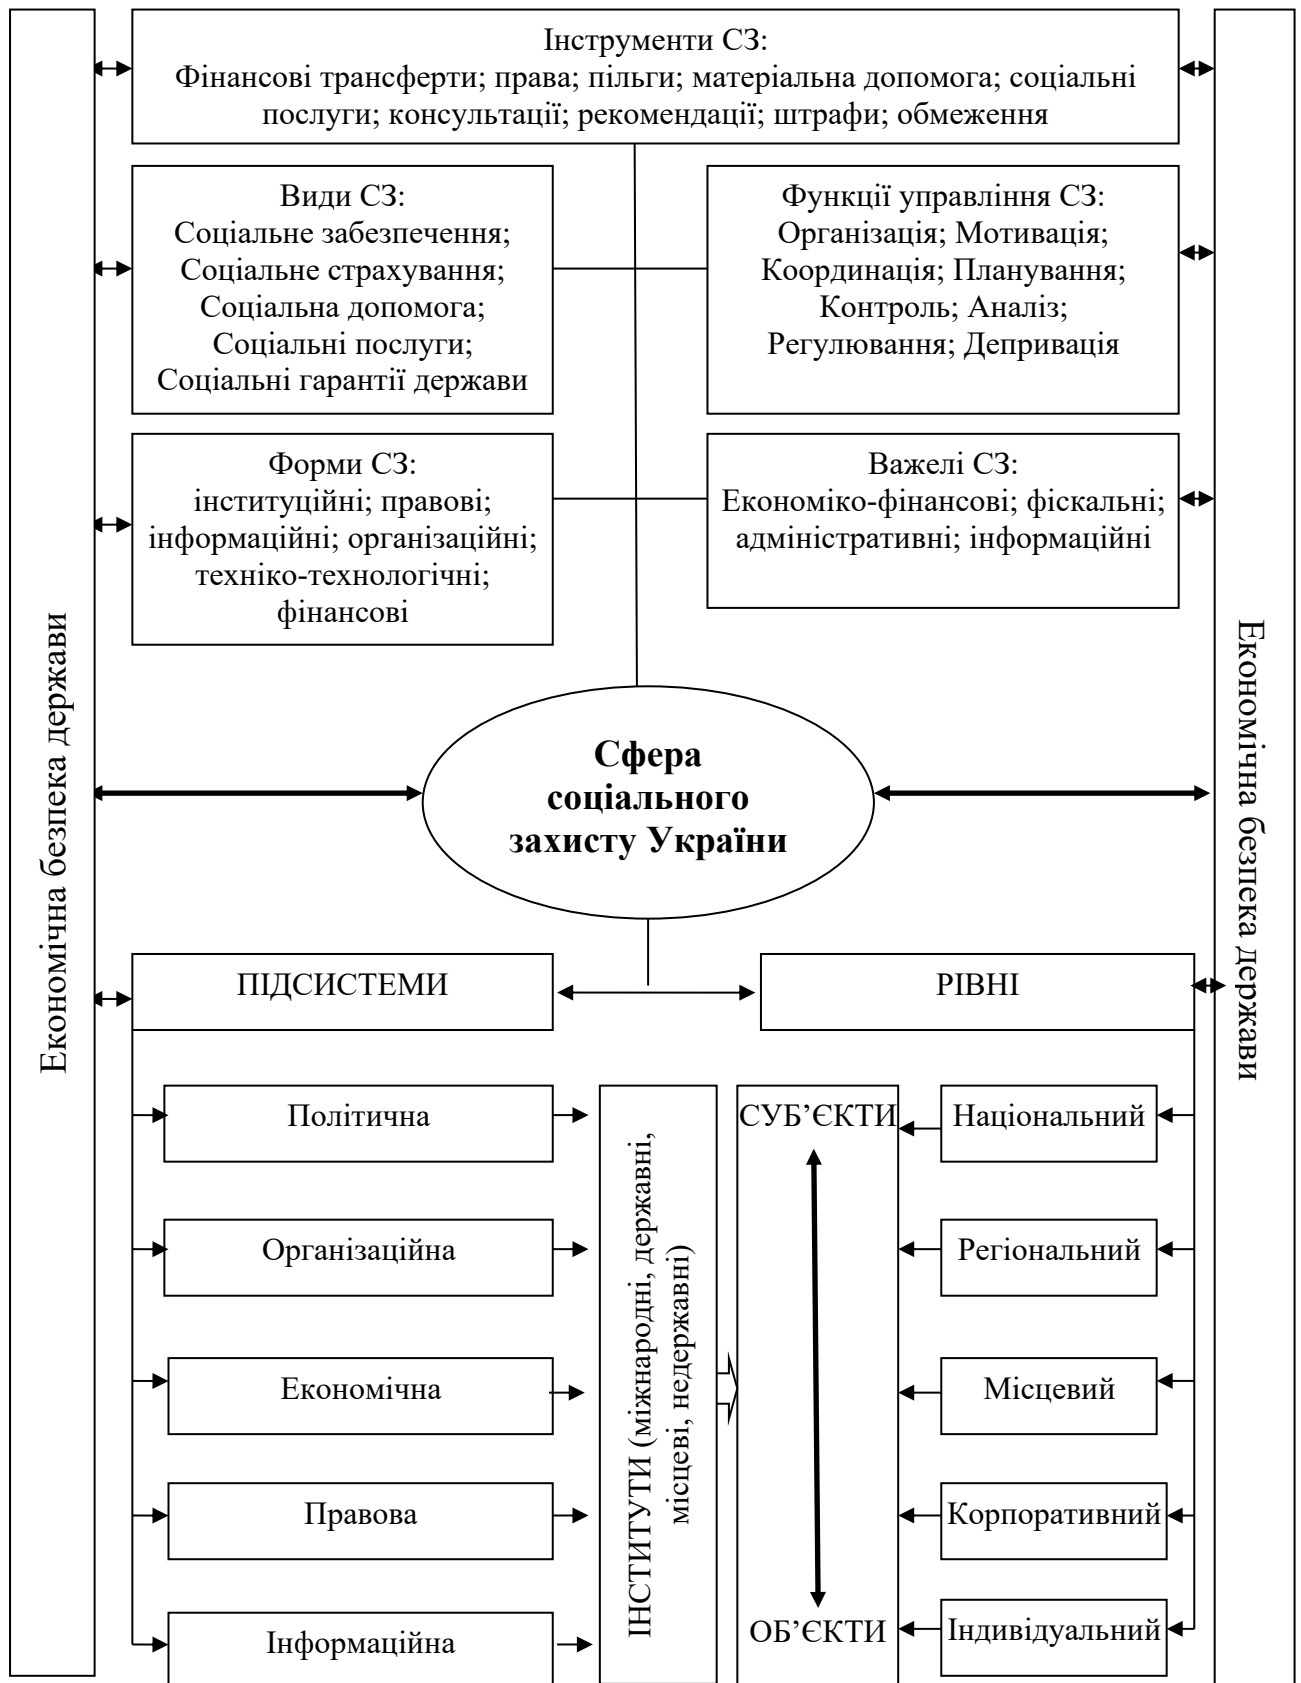 Інструменти СЗ:
Фінансові трансферти; права; пільги; матеріальна допомога; соціальні
послуги; консультації; рекомендації; штрафи; обмеження
Види СЗ:
Соціальне забезпечення;
Соціальне страхування;
Соціальна допомога;
Соціальні послуги;
Соціальні гарантії держави
Функції управління СЗ:
Організація; Мотивація;
Координація; Планування;
Контроль; Аналіз;
Регулювання; Депривація
Форми СЗ:
інституційні; правові;
інформаційні; організаційні;
техніко-технологічні;
фінансові
Важелі СЗ:
Економіко-фінансові; фіскальні;
адміністративні; інформаційні
Економічна безпека держави
Економічна безпека держави
Сфера
соціального
захисту України
ПІДСИСТЕМИ
РІВНІ
Політична
Організаційна
Економічна
Правова
Інформаційна
ІНСТИТУТИ (міжнародні, державні,
місцеві, недержавні)
СУБ’ЄКТИ
ОБ’ЄКТИ
Національний
Регіональний
Місцевий
Корпоративний
Індивідуальний